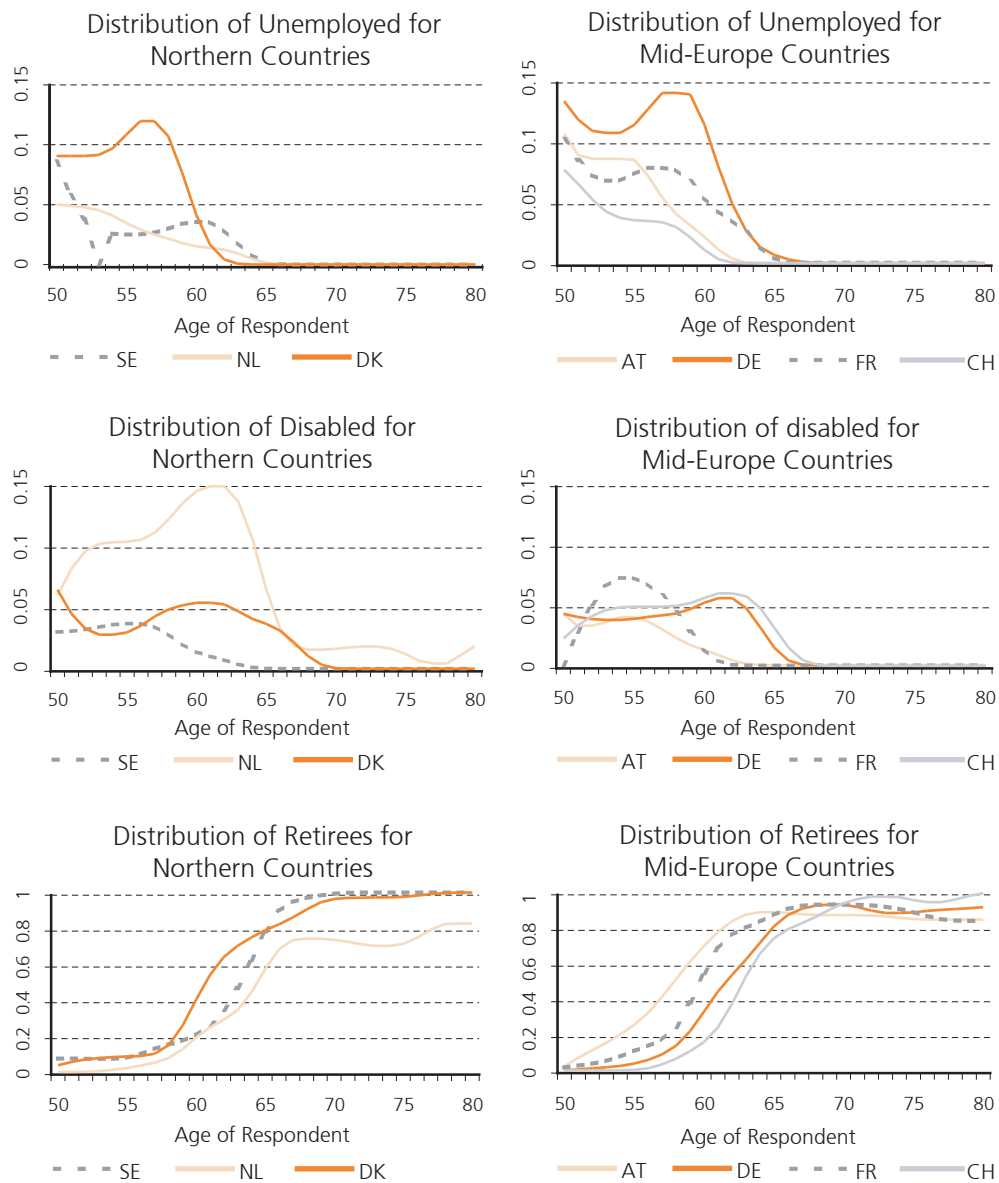 Distribution of Unemployed for
Northern Countries
0.15
0.1
0.05
0
50 55 60 65 70 75 80
Age of Respondent
SE NL DK
Distribution of Unemployed for
Mid-Europe Countries
0.15
0.1
0.05
0
50 55 60 65 70 75 80
Age of Respondent
AT DE FR CH
Distribution of Disabled for
Northern Countries
0.15
0.1
0.05
0
50 55 60 65 70 75 80
Age of Respondent
SE NL DK
Distribution of disabled for
Mid-Europe Countries
0.15
0.1
0.05
0
50 55 60 65 70 75 80
Age of Respondent
AT DE FR CH
Distribution of Retirees for
Northern Countries
1
0.8
0.6
0.4
0.2
0
50 55 60 65 70 75 80
Age of Respondent
SE NL DK
Distribution of Retirees for
Mid-Europe Countries
1
0.8
0.6
0.4
0.2
0
50 55 60 65 70 75 80
Age of Respondent
AT DE FR CH